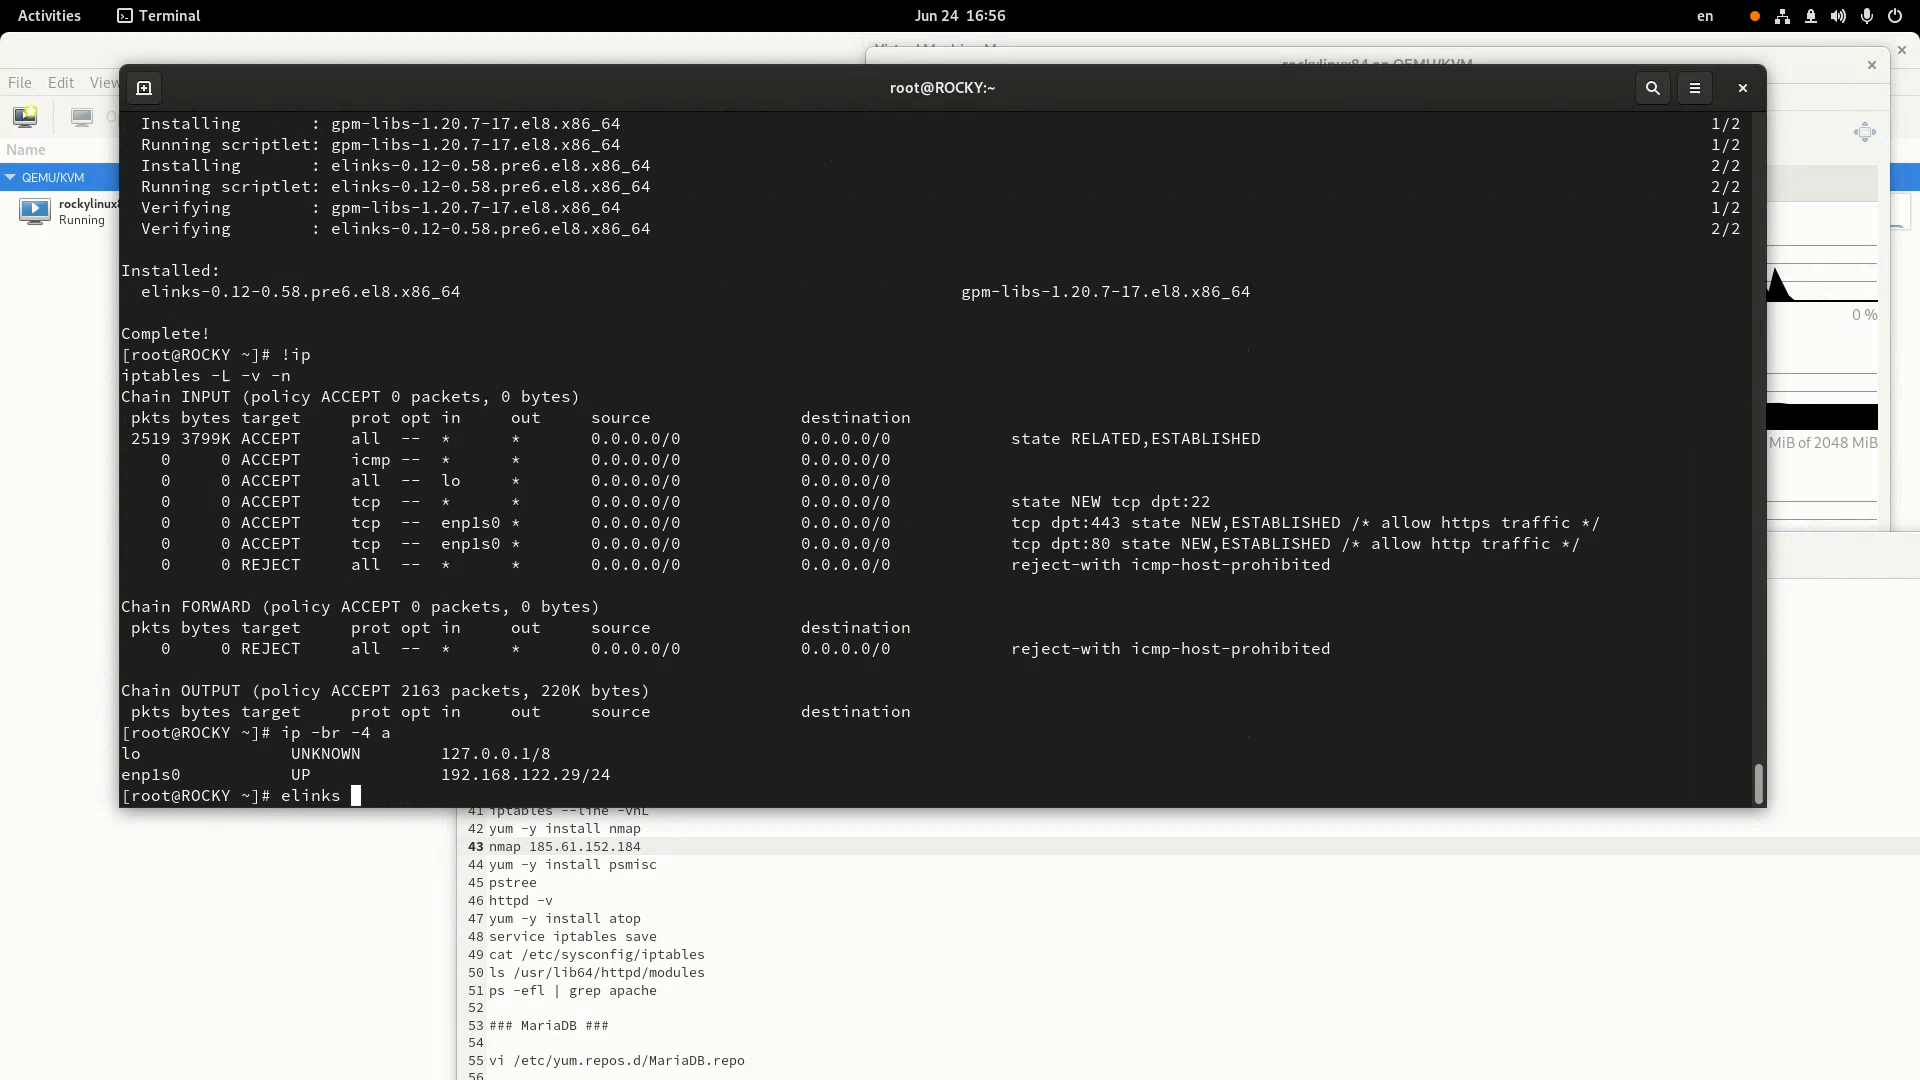 Activities Terminal Jun 24 16:56 en
File Edit View
root@ROCKY:~
Name
QEMU/KVM
rockylinux8
Running
Installing : gpm-libs-1.20.7-17.el8.x86_64 1/2
Running scriptlet: gpm-libs-1.20.7-17.el8.x86_64 1/2
Installing : elinks-0.12-0.58.pre6.el8.x86_64 2/2
Running scriptlet: elinks-0.12-0.58.pre6.el8.x86_64 2/2
Verifying : gpm-libs-1.20.7-17.el8.x86_64 1/2
Verifying : elinks-0.12-0.58.pre6.el8.x86_64 2/2
Installed:
elinks-0.12-0.58.pre6.el8.x86_64 gpm-libs-1.20.7-17.el8.x86_64
Complete!
[root@ROCKY ~]# !ip
iptables -L -v -n
Chain INPUT (policy ACCEPT 0 packets, 0 bytes)
pkts bytes target prot opt in out source destination
2519 3799K ACCEPT all -- * * 0.0.0.0/0 0.0.0.0/0 state RELATED,ESTABLISHED
0 0 ACCEPT icmp -- * * 0.0.0.0/0 0.0.0.0/0
0 0 ACCEPT all -- lo * 0.0.0.0/0 0.0.0.0/0
0 0 ACCEPT tcp -- * * 0.0.0.0/0 0.0.0.0/0 state NEW tcp dpt:22
0 0 ACCEPT tcp -- enp1s0 * 0.0.0.0/0 0.0.0.0/0 tcp dpt:443 state NEW,ESTABLISHED /* allow https traffic */
0 0 ACCEPT tcp -- enp1s0 * 0.0.0.0/0 0.0.0.0/0 tcp dpt:80 state NEW,ESTABLISHED /* allow http traffic */
0 0 REJECT all -- * * 0.0.0.0/0 0.0.0.0/0 reject-with icmp-host-prohibited
Chain FORWARD (policy ACCEPT 0 packets, 0 bytes)
pkts bytes target prot opt in out source destination
0 0 REJECT all -- * * 0.0.0.0/0 0.0.0.0/0 reject-with icmp-host-prohibited
Chain OUTPUT (policy ACCEPT 2163 packets, 220K bytes)
pkts bytes target prot opt in out source destination
[root@ROCKY ~]# ip -br -4 a
lo UNKNOWN 127.0.0.1/8
enp1s0 UP 192.168.122.29/24
[root@ROCKY ~]# elinks
0 %
MiB of 2048 MiB
41 iptables --line -vnL
42 yum -y install nmap
43 nmap 185.61.152.184
44 yum -y install psmisc
45 pstree
46 httpd -v
47 yum -y install atop
48 service iptables save
49 cat /etc/sysconfig/iptables
50 ls /usr/lib64/httpd/modules
51 ps -efl | grep apache
52
53 ### MariaDB ###
54
55 vi /etc/yum.repos.d/MariaDB.repo
56